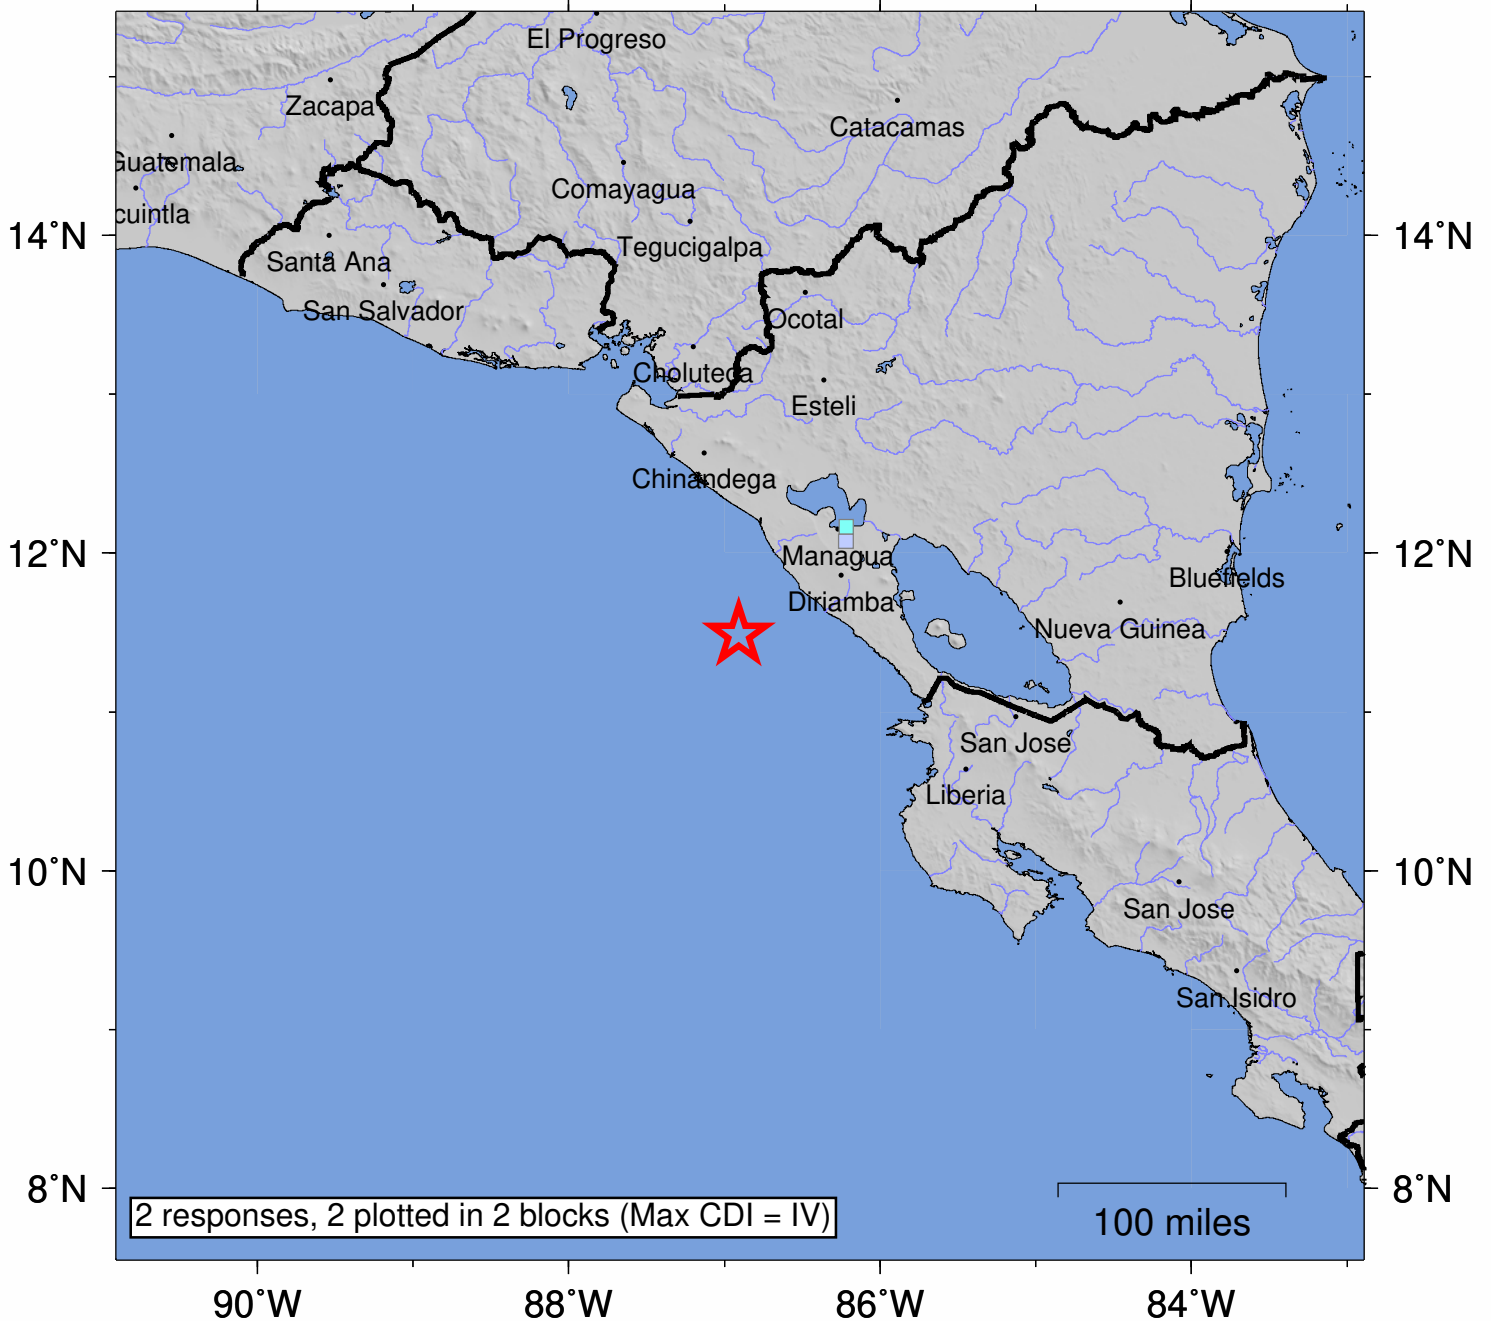 El Progreso
Zacapa
Catacamas
Guatemala
Comayagua
cuintla
14°N
Tegucigalpa
14°N
Santa Ana
San Salvador
Ocotal
Choluteca
Esteli
Chinandega
12°N
Managua
12°N
Bluefields
Diriamba
Nueva Guinea
San Jose
Liberia
10°N
10°N
San Jose
San Isidro
8°N
8°N
2 responses, 2 plotted in 2 blocks (Max CDI = IV)
100 miles
90°W
88°W
86°W
84°W